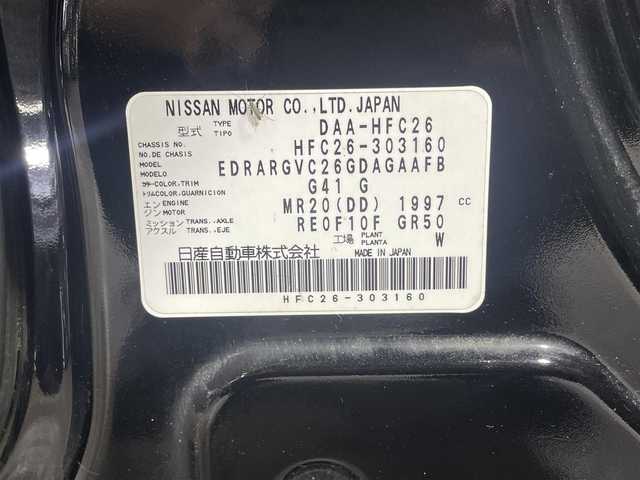 NISSAN MOTOR CO.,LTD.JAPAN
型式 TYPE TIPO DAA-HFC26
CHASSIS NO. NO.DE CHASIS HFC26-303160
MODEL MODELO EDRARGVC26GDAGAAFB
カラー COLOR,TRIM トリム COLOR,GUARNICION G41 G
エンジン ENGINE MOTOR MR20(DD) 1997 CC
ミッション TRANS.,AXLE アクスル TRANS.,EJE RE0F10F GR50
工場 PLANT PLANTA W
日産自動車株式会社 MADE IN JAPAN
HFC26-303160